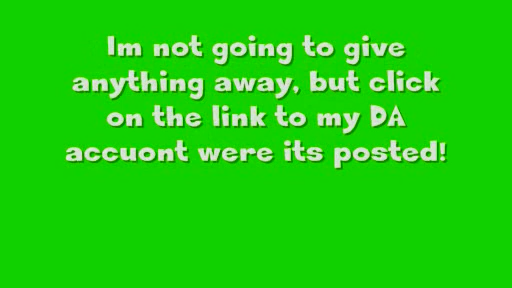 Im not going to give
anything away, but click
on the link to my DA
accuont were its posted!